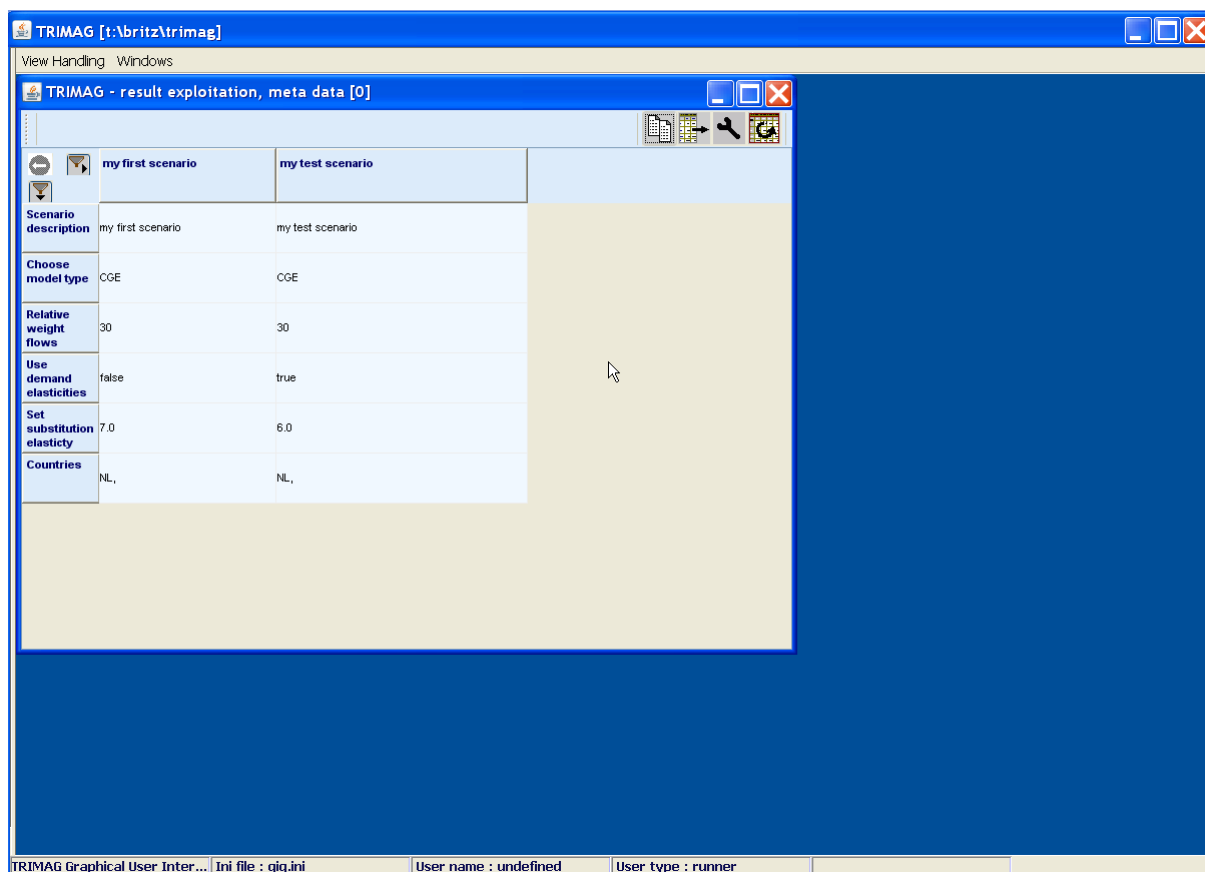 TRIMAG [t:\britz\trimag]
View Handling Windows
TRIMAG - result exploitation, meta data [0]
my first scenario my test scenario
Scenario
description my first scenario my test scenario
Choose
model type CGE CGE
Relative
weight 30 30
flows
Use
demand false true
elasticities
Set
substitution 7.0 6.0
elasticty
Countries
NL, NL,
TRIMAG Graphical User Inter... Ini file : gig.ini User name : undefined User type : runner